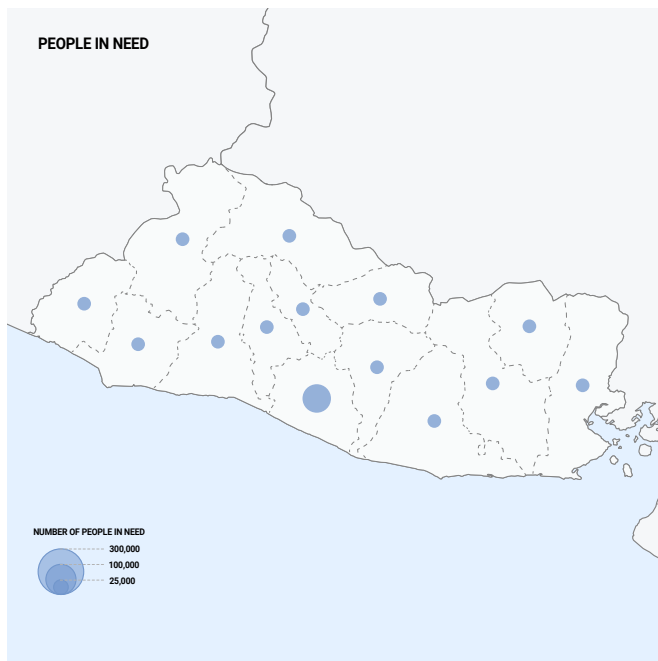 PEOPLE IN NEED
NUMBER OF PEOPLE IN NEED
300,000
100,000
25,000